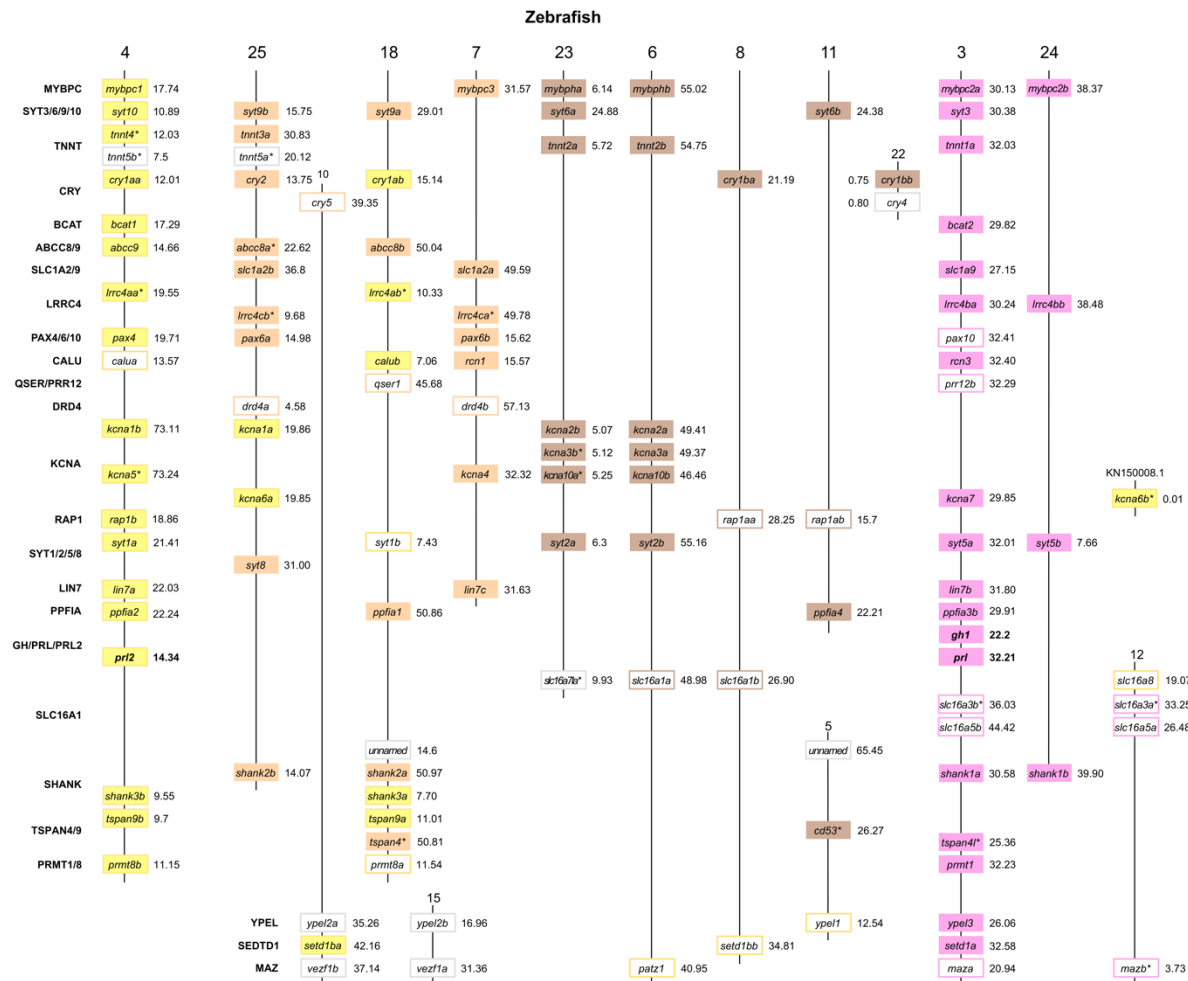 Zebrafish
4 25 18 7 23 6 8 11 3 24
MYBPC mybpc1 17.74 mybpc3 31.57 mybpha 6.14 mybphb 55.02 mybpc2a 30.13 mybpc2b 38.37
SYT3/6/9/10 syt10 10.89 syt9b 15.75 syt9a 29.01 syt6a 24.88 syt6b 24.38 syt3 30.38
tnnt4* 12.03 tnnt3a 30.83
TNNT tnnt2a 5.72 tnnt2b 54.75 tnnt1a 32.03
tnnt5b* 7.5 tnnt5a* 20.12
10 22
cry1aa 12.01 cry2 13.75 cry1ab 15.14 cry1ba 21.19 0.75 cry1bb
CRY
cry5 39.35 0.80 cry4
BCAT bcat1 17.29 bcat2 29.82
ABCC8/9 abcc9 14.66 abcc8a* 22.62 abcc8b 50.04
SLC1A2/9 slc1a2b 36.8 slc1a2a 49.59 slc1a9 27.15
lrrc4aa* 19.55 lrrc4ab* 10.33
LRRC4 lrrc4ba 30.24 lrrc4bb 38.48
lrrc4cb* 9.68 lrrc4ca* 49.78
PAX4/6/10 pax4 19.71 pax6a 14.98 pax6b 15.62 pax10 32.41
CALU calua 13.57 calub 7.06 rcn1 15.57 rcn3 32.40
QSER/PRR12 qser1 45.68 prr12b 32.29
DRD4 drd4a 4.58 drd4b 57.13
kcna1b 73.11 kcna1a 19.86 kcna2b 5.07 kcna2a 49.41
kcna3b* 5.12 kcna3a 49.37
KCNA
kcna5* 73.24 kcna4 32.32 kcna10a* 5.25 kcna10b 46.46 KN150008.1
kcna6a 19.85 kcna7 29.85 kcna6b* 0.01
RAP1 rap1b 18.86 rap1aa 28.25 rap1ab 15.7
syt1a 21.41 syt1b 7.43 syt2a 6.3 syt2b 55.16 syt5a 32.01 syt5b 7.66
SYT1/2/5/8
syt8 31.00
LIN7 lin7a 22.03 lin7c 31.63 lin7b 31.80
PPFIA ppfia2 22.24 ppfia1 50.86 ppfia4 22.21 ppfia3b 29.91
gh1 22.2
GH/PRL/PRL2
prl2 14.34 prl 32.21 12
slc16a7la* 9.93 slc16a1a 48.98 slc16a1b 26.90 slc16a8 19.07
slc16a3b* 36.03 slc16a3a* 33.25
SLC16A1
slc16a5b 44.42 slc16a5a 26.48
5
unnamed 14.6 unnamed 65.45
shank2b 14.07 shank2a 50.97 shank1a 30.58 shank1b 39.90
SHANK
shank3b 9.55 shank3a 7.70
tspan9b 9.7 tspan9a 11.01
TSPAN4/9 cd53* 26.27
tspan4* 50.81 tspan4l* 25.36
PRMT1/8 prmt8b 11.15 prmt8a 11.54 prmt1 32.23
15
YPEL ypel2a 35.26 ypel2b 16.96 ypel1 12.54 ypel3 26.06
SEDTD1 setd1ba 42.16 setd1bb 34.81 setd1a 32.58
MAZ vezf1b 37.14 vezf1a 31.36 patz1 40.95 maza 20.94 mazb* 3.73